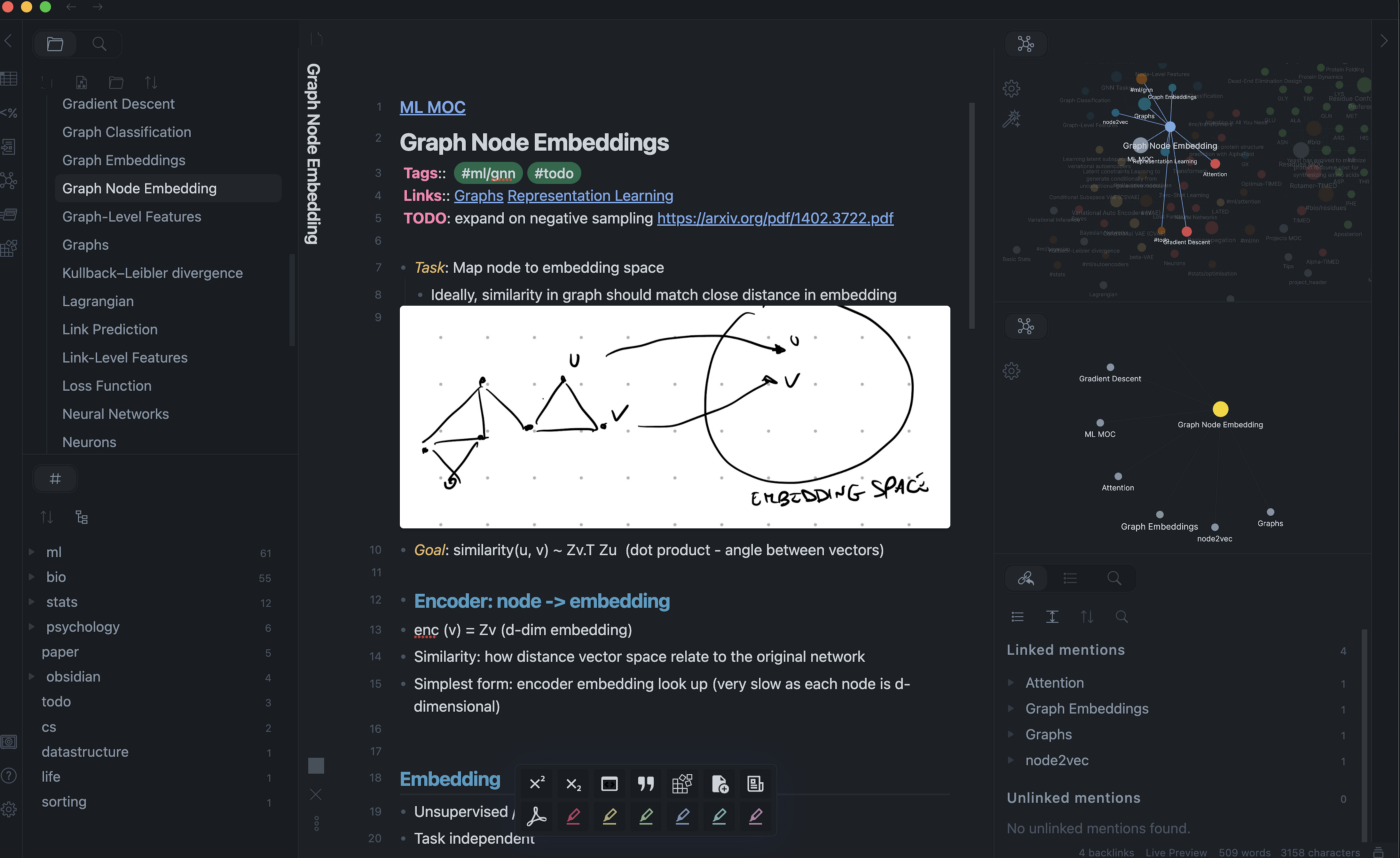 Gradient Descent
Graph Classification
Graph Embeddings
Graph Node Embedding
Graph-Level Features
Graphs
Kullback–Leibler divergence
Lagrangian
Link Prediction
Link-Level Features
Loss Function
Neural Networks
Neurons
#
ml 61
bio 55
stats 12
psychology 6
paper 5
obsidian 4
todo 3
cs 2
datastructure 1
life 1
sorting 1
Graph Node Embedding
1 ML MOC
2 Graph Node Embeddings
3 Tags:: #ml/gnn #todo
4 Links:: Graphs Representation Learning
5 TODO: expand on negative sampling https://arxiv.org/pdf/1402.3722.pdf
6
7 • Task: Map node to embedding space
8 • Ideally, similarity in graph should match close distance in embedding
9
U
V
U
V
EMBEDDING SPACE
10 • Goal: similarity(u, v) ~ Zv.T Zu (dot product - angle between vectors)
11
12 • Encoder: node -> embedding
13 • enc (v) = Zv (d-dim embedding)
14 • Similarity: how distance vector space relate to the original network
15 • Simplest form: encoder embedding look up (very slow as each node is d-
dimensional)
16
17
18 Embedding
19 • Unsupervised /
20 • Task independent
#ml/gnn
Graph Embeddings
Graphs
node2vec
Graph Node Embedding
ML MOC
Representation Learning
Attention
#todo
Gradient Descent
Lagrangian
Projects MOC
Tips
project_header
Gradient Descent
Graph Node Embedding
ML MOC
Attention
Graph Embeddings
node2vec
Graphs
Linked mentions 4
Attention 1
Graph Embeddings 1
Graphs 1
node2vec 1
Unlinked mentions 0
No unlinked mentions found.
4 backlinks Live Preview 509 words 3158 characters